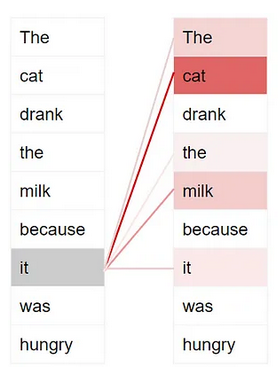 The
cat
drank
the
milk
because
it
was
hungry
The
cat
drank
the
milk
because
it
was
hungry